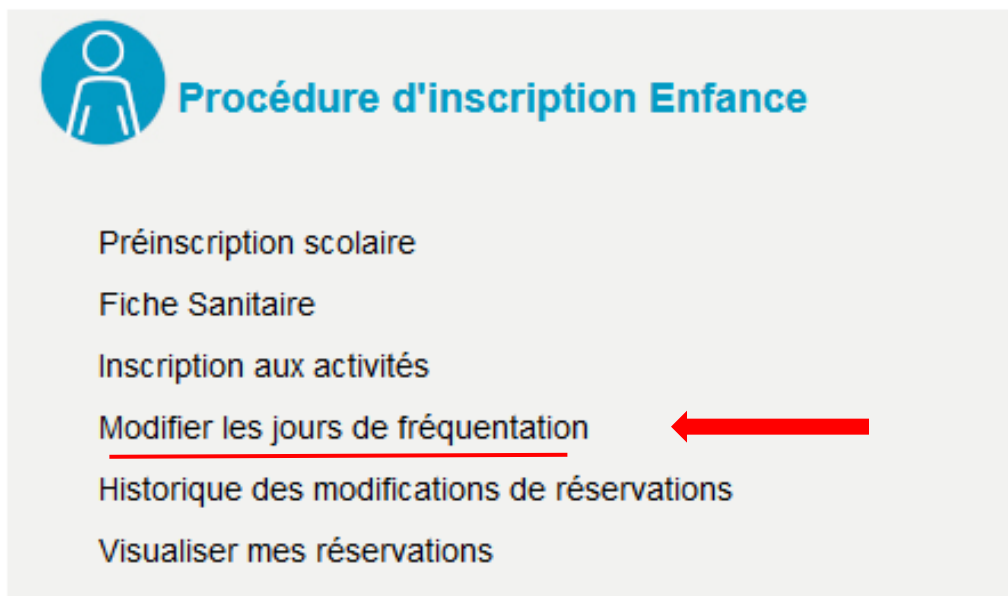 Procédure d'inscription Enfance
Préinscription scolaire
Fiche Sanitaire
Inscription aux activités
Modifier les jours de fréquentation
Historique des modifications de réservations
Visualiser mes réservations